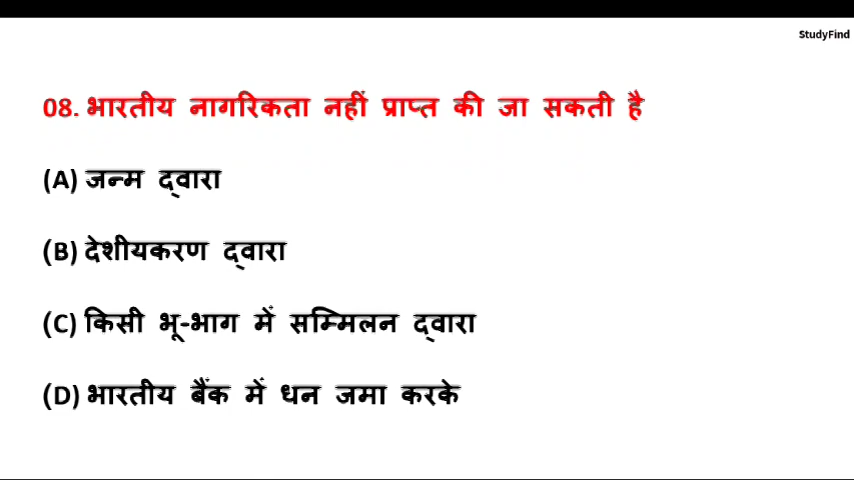 StudyFind
08. भारतीय नागरिकता नहीं प्राप्त की जा सकती है
(A) जन्म द्वारा
(B) देशीयकरण द्वारा
(C) किसी भू-भाग में सम्मिलन द्वारा
(D) भारतीय बैंक में धन जमा करके